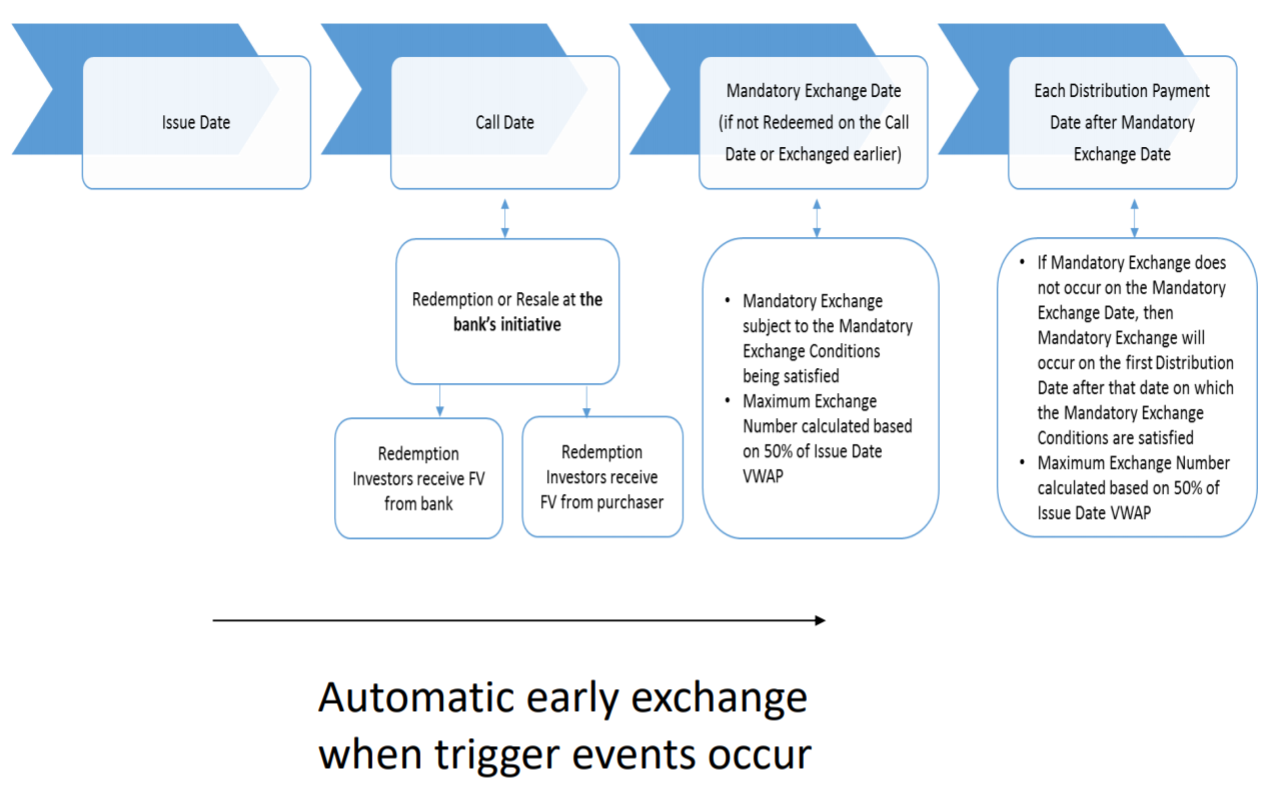 Issue Date
Call Date
Mandatory Exchange Date
(if not Redeemed on the Call
Date or Exchanged earlier)
Each Distribution Payment
Date after Mandatory
Exchange Date
Redemption or Resale at the
bank's initiative
Redemption
Investors receive FV
from bank
Redemption
Investors receive
FV from purchaser
• Mandatory Exchange
subject to the Mandatory
Exchange Conditions
being satisfied
• Maximum Exchange
Number calculated based
on 50% of Issue Date
VWAP
• If Mandatory Exchange does
not occur on the Mandatory
Exchange Date, then
Mandatory Exchange will
occur on the first Distribution
Date after that date on which
the Mandatory Exchange
Conditions are satisfied
• Maximum Exchange Number
calculated based on 50% of
Issue Date VWAP
Automatic early exchange
when trigger events occur